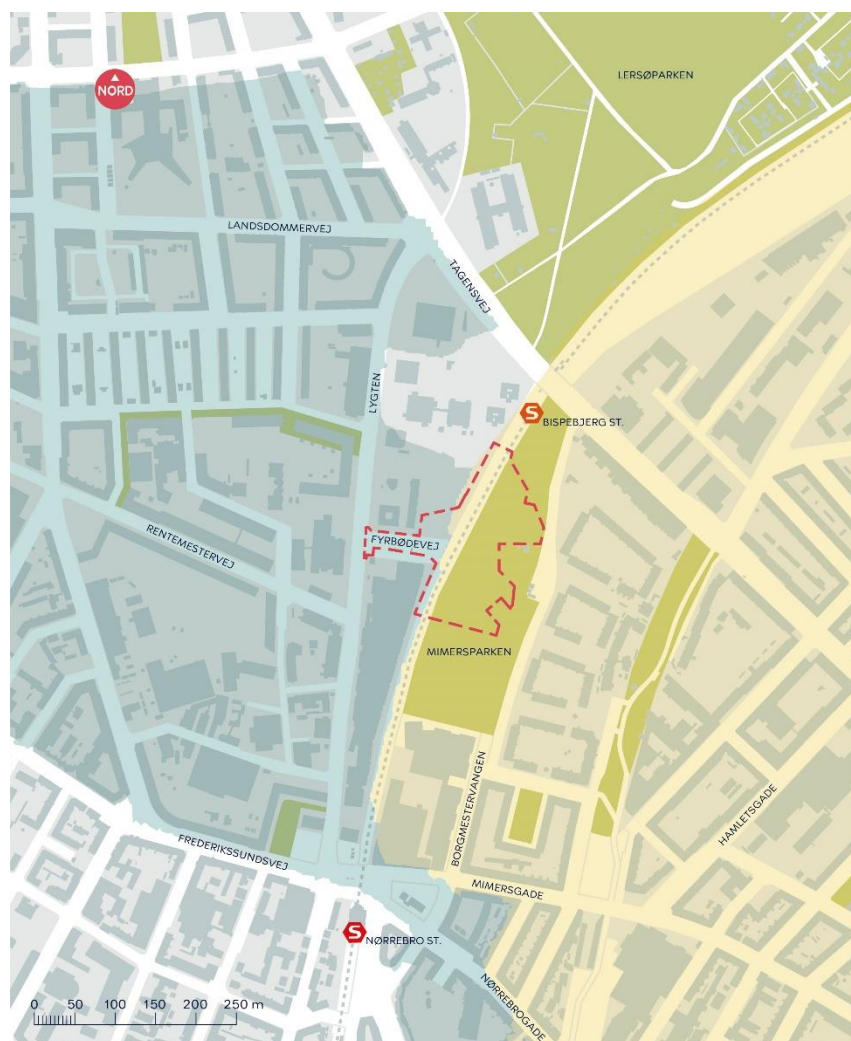 LERSØPARKEN
NORD
LANDSDOMMERVEJ
TAGENSVEJ
LYGTEN
S
BISPEBJERG ST.
RENTEMESTERVEJ
FYRBØDEVEJ
MIMERSPARKEN
BORGMESTERVANGEN
HAMLETSGADE
FREDERIKSSUNDSVEJ
MIMERSGADE
S
NØRREBRO ST.
NØRREBROGADE
0 50 100 150 200 250 m